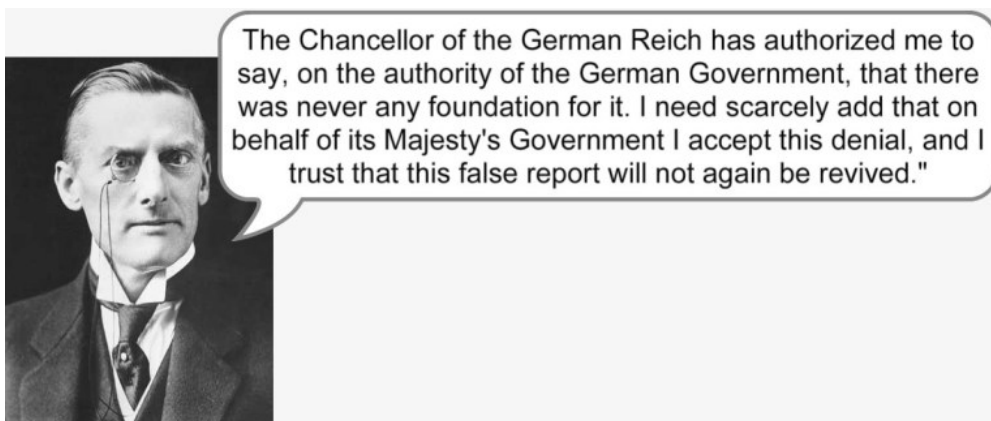 The Chancellor of the German Reich has authorized me to
say, on the authority of the German Government, that there
was never any foundation for it. I need scarcely add that on
behalf of its Majesty's Government I accept this denial, and I
trust that this false report will not again be revived."